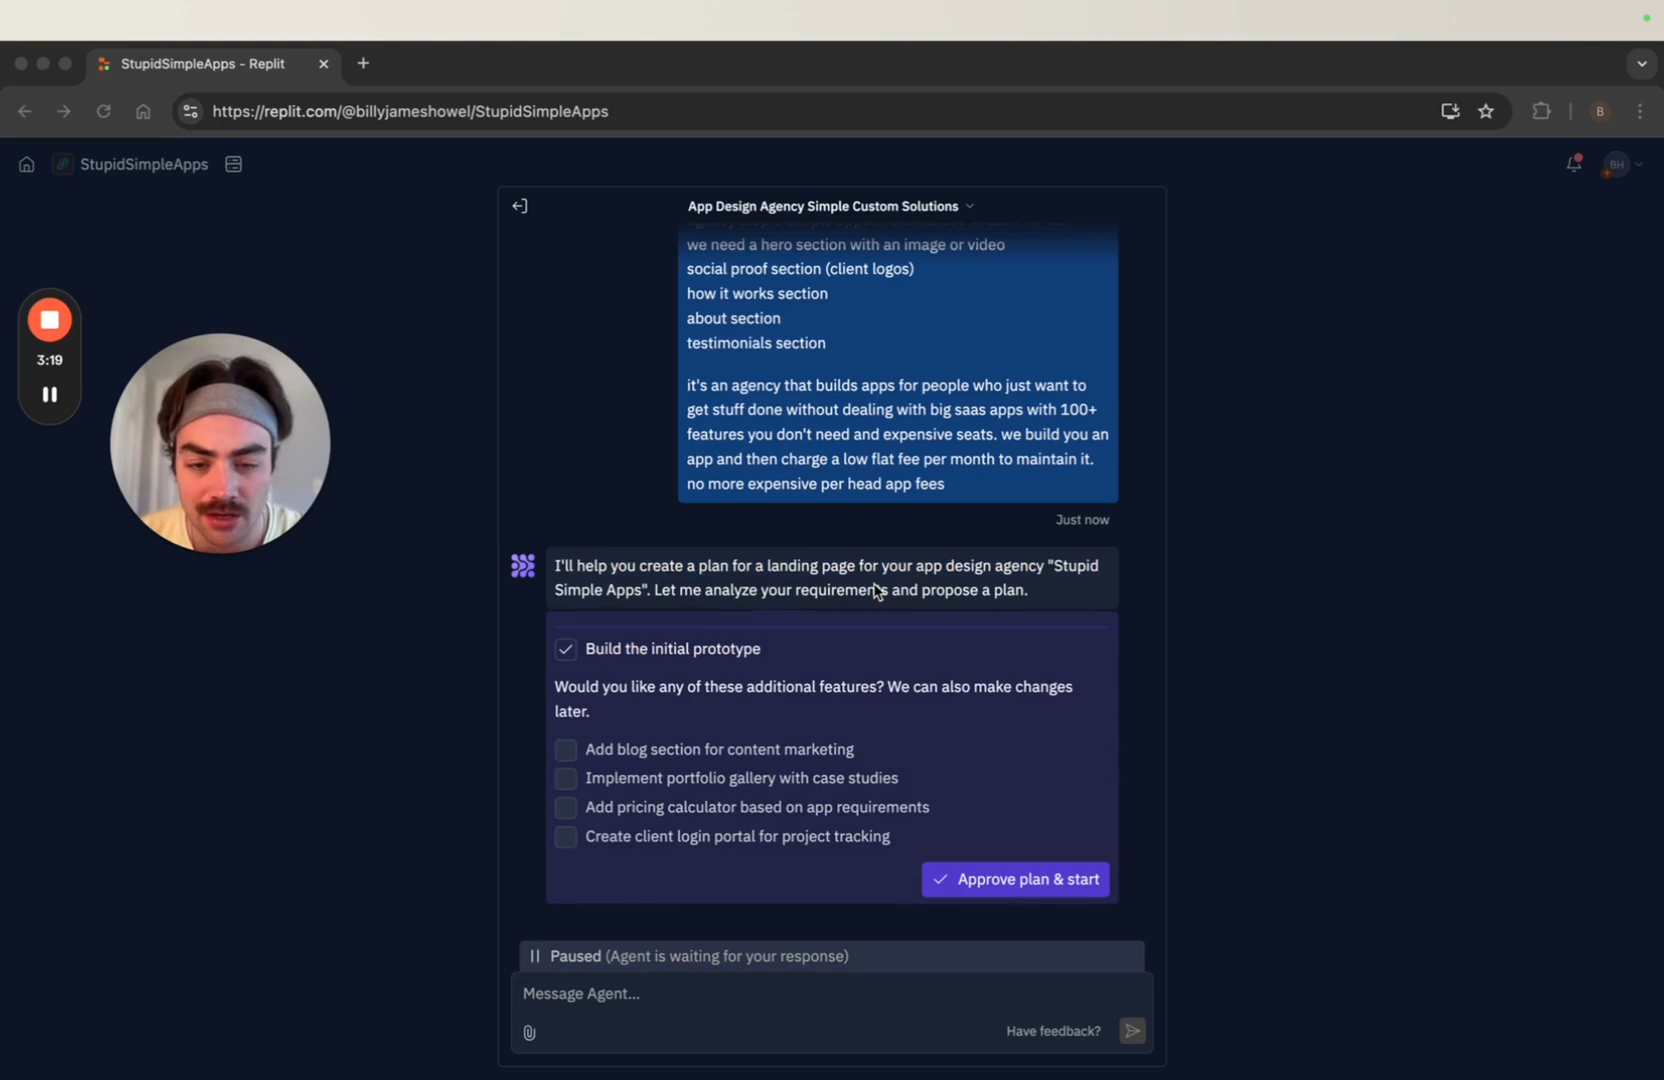 StupidSimpleApps - Replit
https://replit.com/@billyjameshowel/StupidSimpleApps
B
StupidSimpleApps
BH
App Design Agency Simple Custom Solutions
we need a hero section with an image or video
social proof section (client logos)
how it works section
about section
testimonials section
it's an agency that builds apps for people who just want to
get stuff done without dealing with big saas apps with 100+
features you don't need and expensive seats. we build you an
app and then charge a low flat fee per month to maintain it.
no more expensive per head app fees
Just now
3:19
I'll help you create a plan for a landing page for your app design agency "Stupid
Simple Apps". Let me analyze your requirements and propose a plan.
Build the initial prototype
Would you like any of these additional features? We can also make changes
later.
Add blog section for content marketing
Implement portfolio gallery with case studies
Add pricing calculator based on app requirements
Create client login portal for project tracking
Approve plan & start
Paused (Agent is waiting for your response)
Message Agent...
Have feedback?